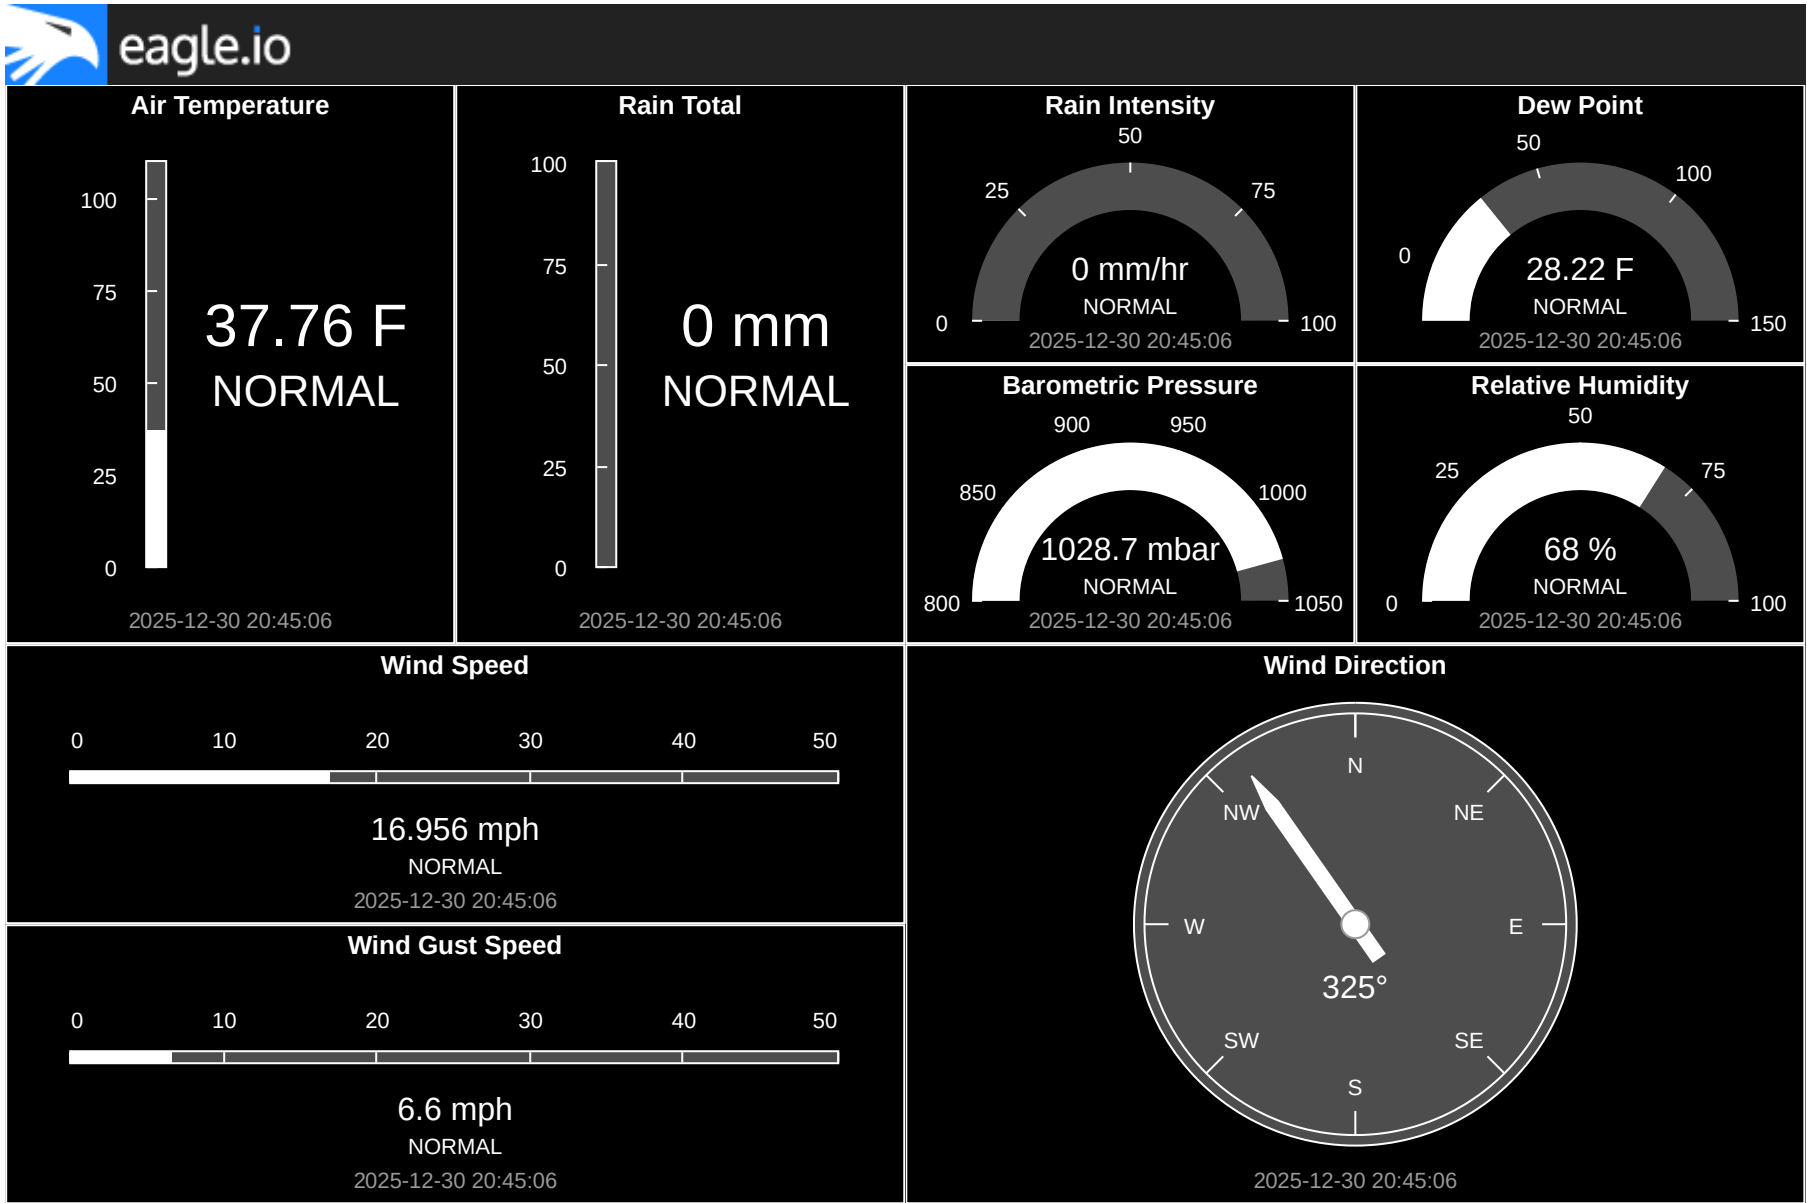 eagle.io
Air Temperature
100
75
50
25
0
37.76 F
NORMAL
2025-12-30 20:45:06
Rain Total
100
75
50
25
0
0 mm
NORMAL
2025-12-30 20:45:06
Rain Intensity
50
25
75
0
100
0 mm/hr
NORMAL
2025-12-30 20:45:06
Dew Point
50
100
0
150
28.22 F
NORMAL
2025-12-30 20:45:06
Barometric Pressure
900
950
850
1000
800
1050
1028.7 mbar
NORMAL
2025-12-30 20:45:06
Relative Humidity
50
25
75
0
100
68 %
NORMAL
2025-12-30 20:45:06
Wind Speed
0 10 20 30 40 50
16.956 mph
NORMAL
2025-12-30 20:45:06
Wind Gust Speed
0 10 20 30 40 50
6.6 mph
NORMAL
2025-12-30 20:45:06
Wind Direction
N
NW
NE
W
E
325°
SW
SE
S
2025-12-30 20:45:06